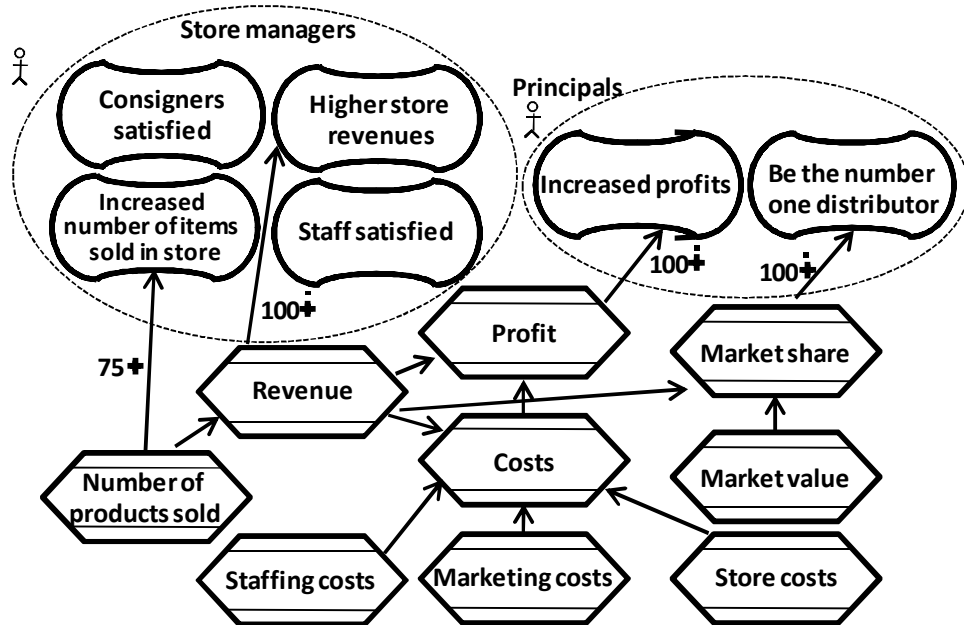 Store managers
Consigners
satisfied
Higher store
revenues
Principals
Increased profits
Be the number
one distributor
Increased
number of items
sold in store
Staff satisfied
100
100
100
75+
Profit
Market share
Revenue
Costs
Market value
Number of
products sold
Staffing costs
Marketing costs
Store costs